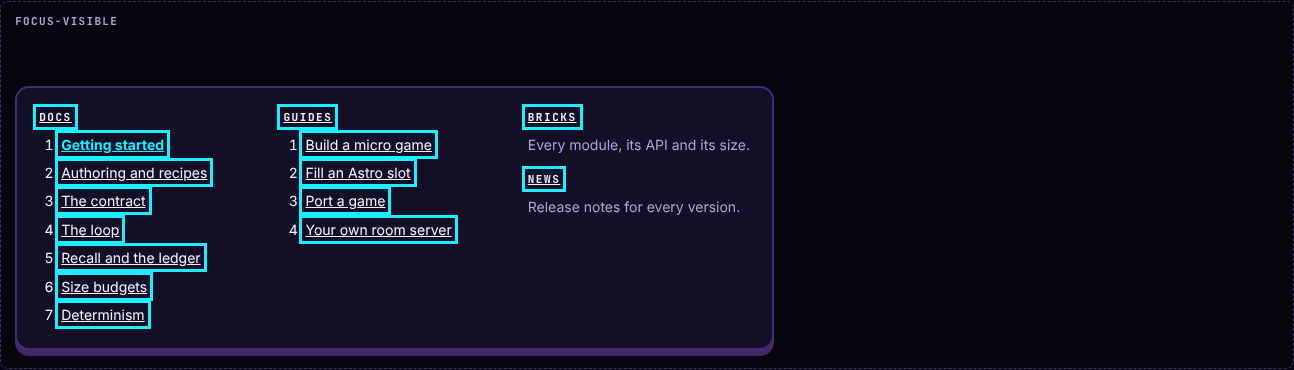 FOCUS-VISIBLE
DOCS
1 Getting started
2 Authoring and recipes
3 The contract
4 The loop
5 Recall and the ledger
6 Size budgets
7 Determinism
GUIDES
1 Build a micro game
2 Fill an Astro slot
3 Port a game
4 Your own room server
BRICKS
Every module, its API and its size.
NEWS
Release notes for every version.